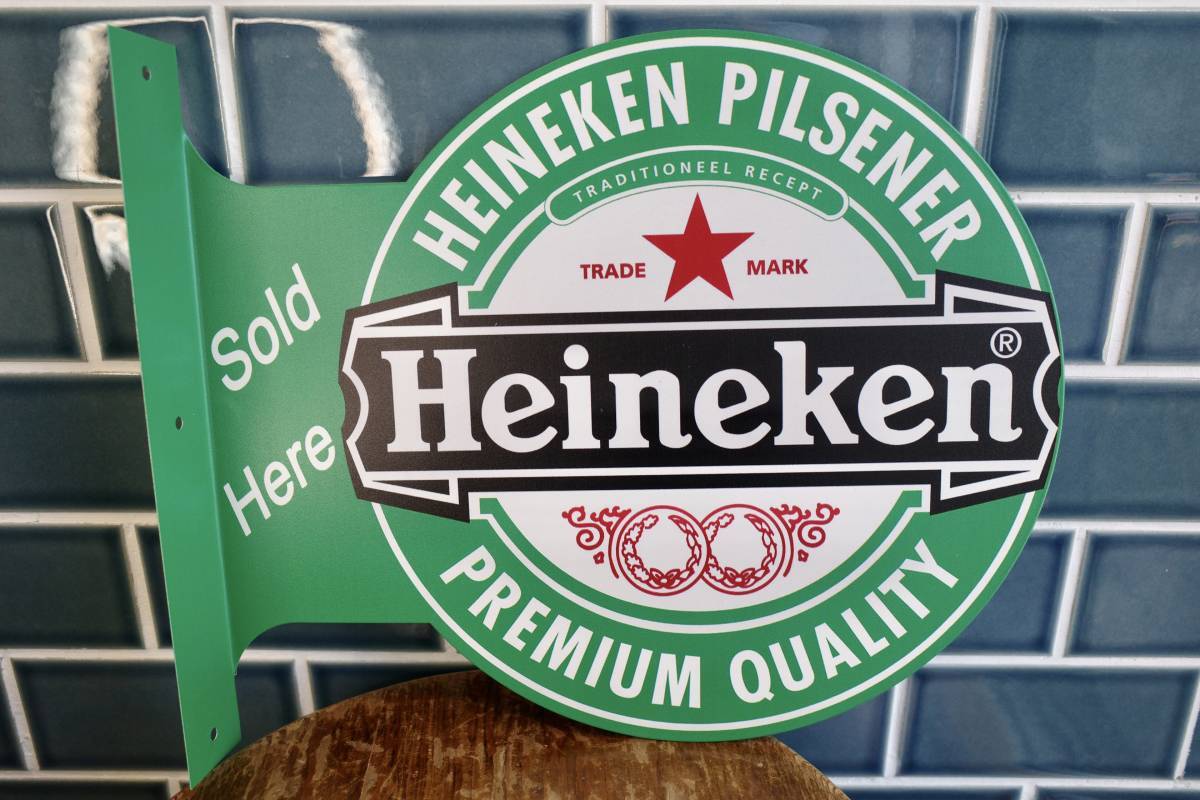 Sold
Here
HEINEKEN PILSENER
TRADITIONEEL RECEPT
TRADE MARK
Heineken®
PREMIUM QUALITY